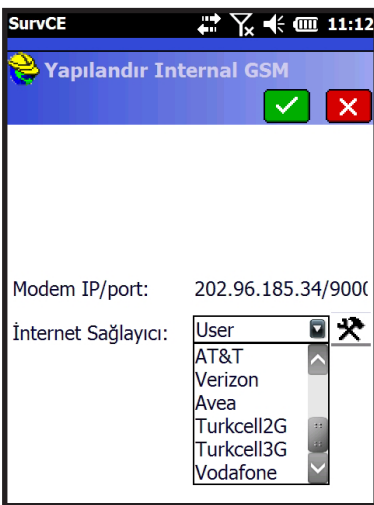 SurvCE 11:12
Yapılandır Internal GSM
Modem IP/port: 202.96.185.34/9000
İnternet Sağlayıcı: User
AT&T
Verizon
Avea
Turkcell2G
Turkcell3G
Vodafone